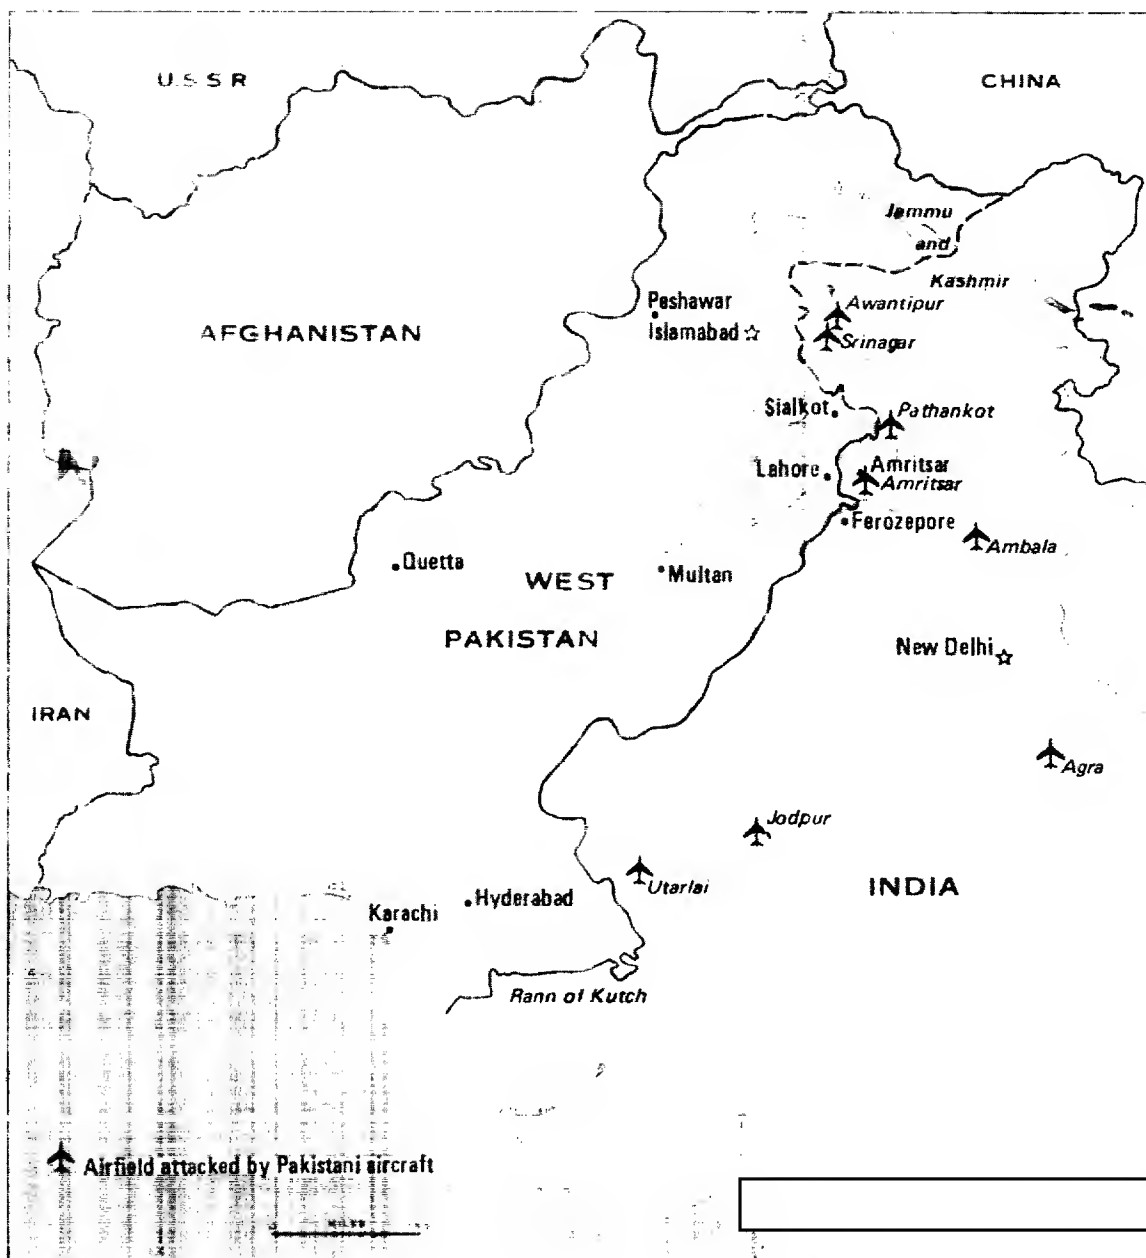 U.S S R
CHINA
Jammu
and
Kashmir
Peshawar
Awantipur
AFGHANISTAN
Islamabad
Srinagar
Sialkot
Pathankot
Lahore
Amritsar
Amritsar
Ferozepore
Ambala
Quetta
WEST
Multan
PAKISTAN
New Delhi
IRAN
Agra
Jodpur
Utarlai
INDIA
Hyderabad
Karachi
Rann of Kutch
Airfield attacked by Pakistani aircraft
MILES